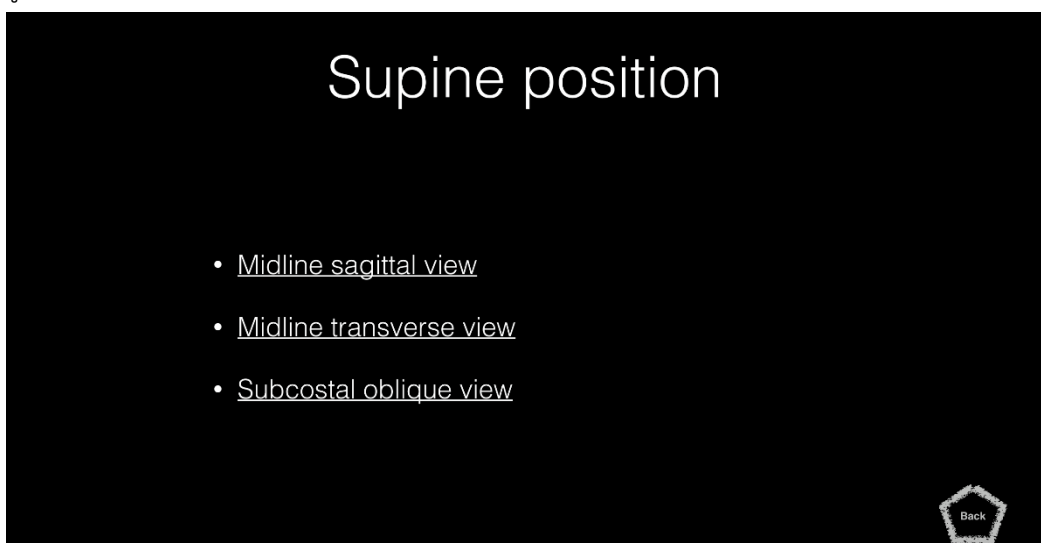 Supine position
• Midline sagittal view
• Midline transverse view
• Subcostal oblique view
Back